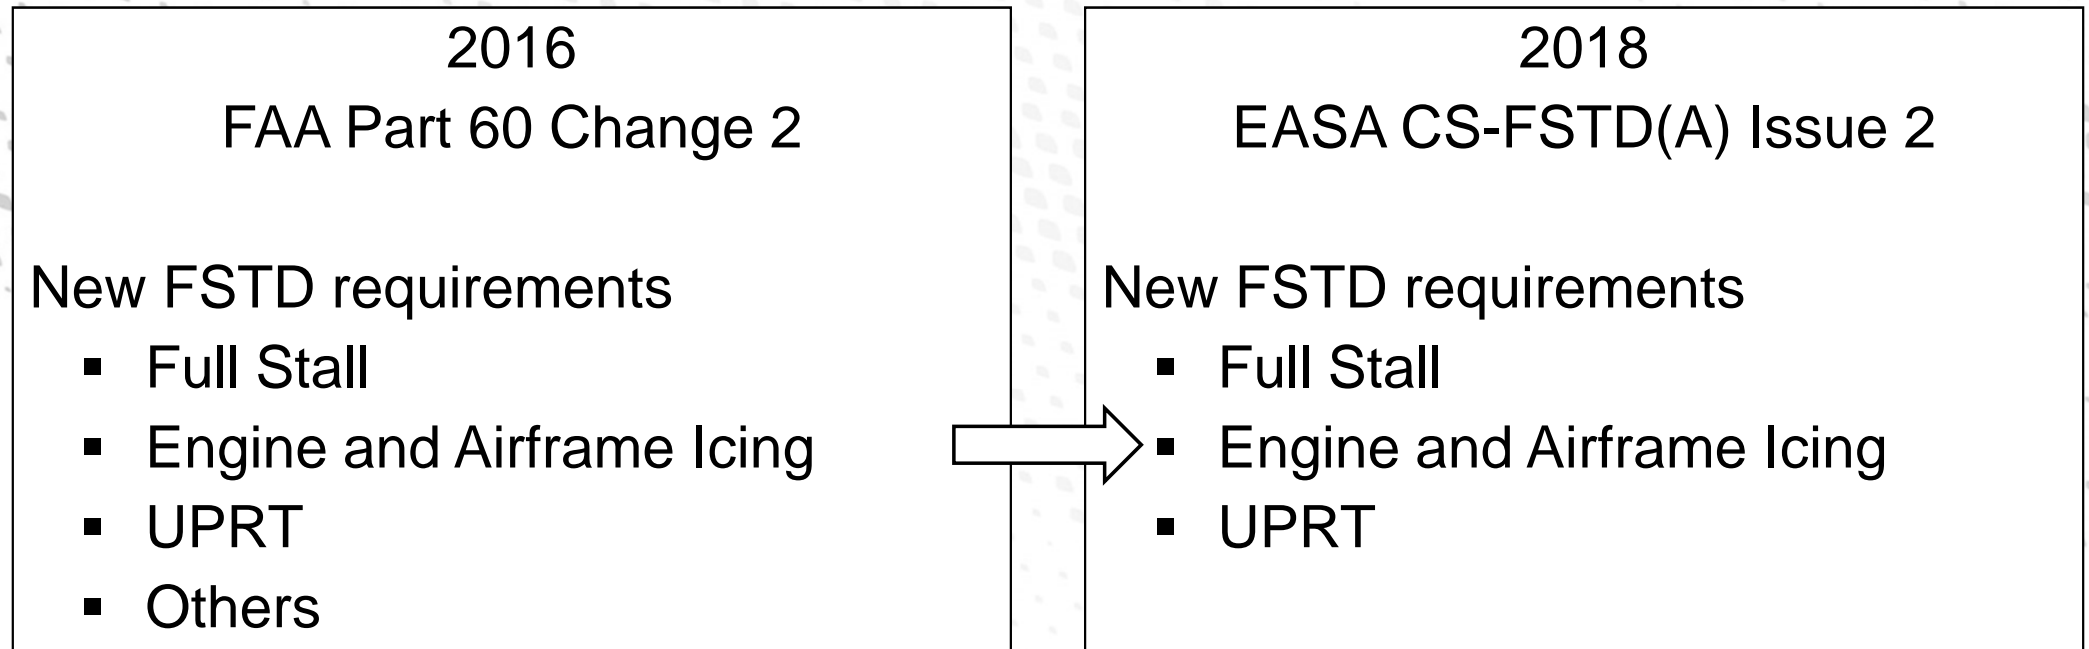 2016
FAA Part 60 Change 2
New FSTD requirements
▪ Full Stall
▪ Engine and Airframe Icing
▪ UPRT
▪ Others
2018
EASA CS-FSTD(A) Issue 2
New FSTD requirements
▪ Full Stall
▪ Engine and Airframe Icing
▪ UPRT